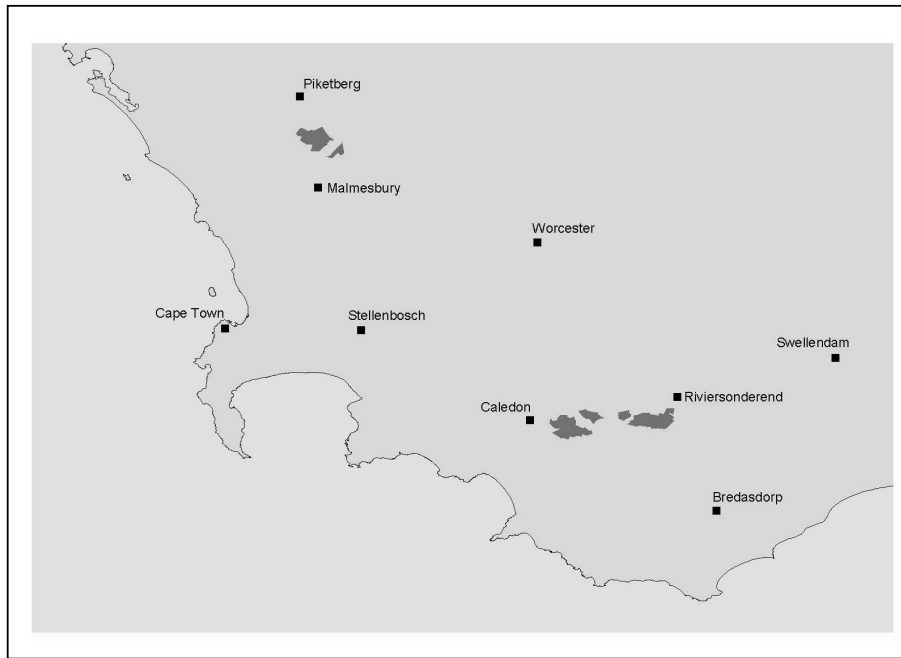 Piketberg
Malmesbury
Worcester
Cape Town
Stellenbosch
Swellendam
Riviersonderend
Caledon
Bredasdorp